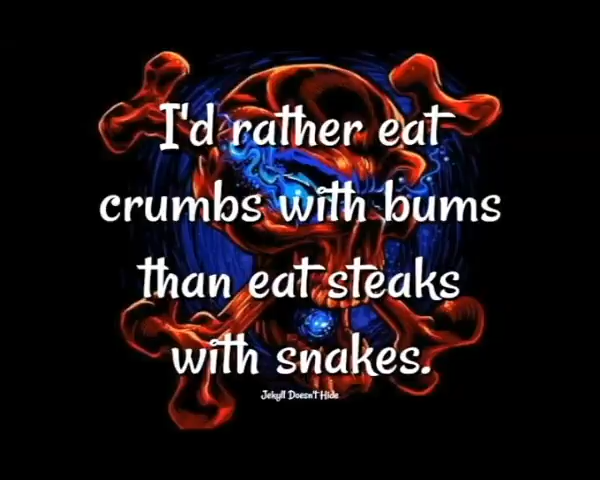 I'd rather eat
crumbs with bums
than eat steaks
with snakes.
Jekyll Doesn't Hide